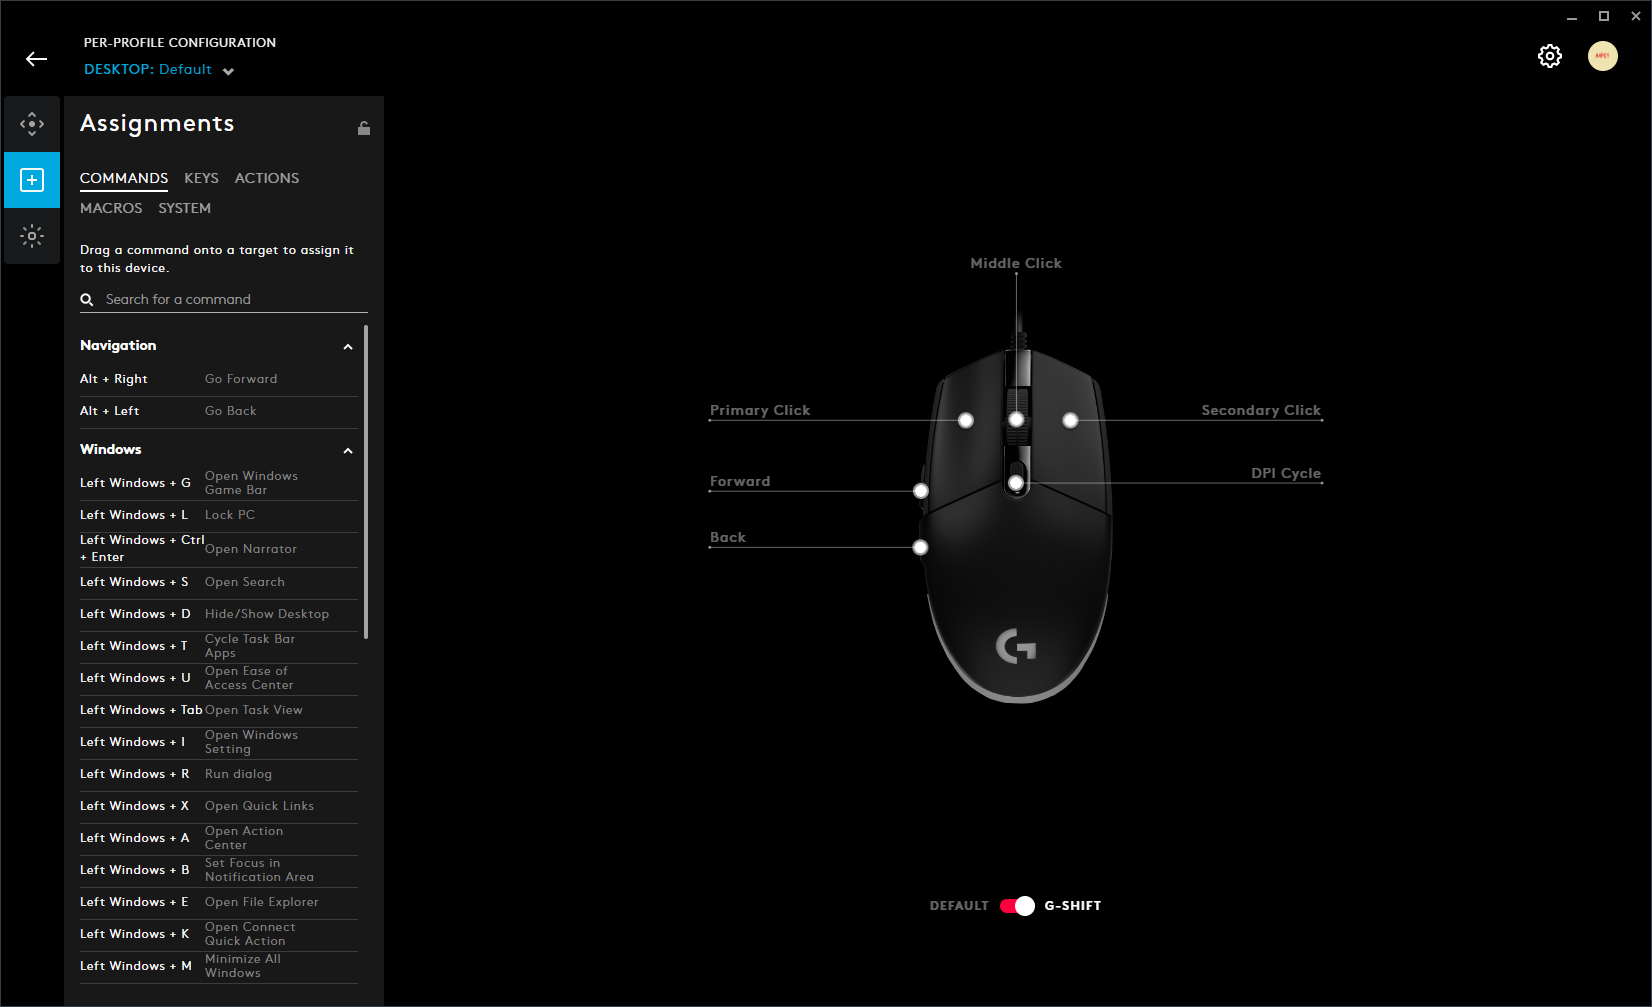 PER-PROFILE CONFIGURATION
DESKTOP: Default
Assignments
COMMANDS KEYS ACTIONS
MACROS SYSTEM
Drag a command onto a target to assign it
to this device.
Search for a command
Navigation
Alt + Right Go Forward
Alt + Left Go Back
Windows
Left Windows + G Open Windows
Game Bar
Left Windows + L Lock PC
Left Windows + Ctrl
+ Enter Open Narrator
Left Windows + S Open Search
Left Windows + D Hide/Show Desktop
Left Windows + T Cycle Task Bar
Apps
Left Windows + U Open Ease of
Access Center
Left Windows + Tab Open Task View
Left Windows + I Open Windows
Setting
Left Windows + R Run dialog
Left Windows + X Open Quick Links
Left Windows + A Open Action
Center
Left Windows + B Set Focus in
Notification Area
Left Windows + E Open File Explorer
Left Windows + K Open Connect
Quick Action
Left Windows + M Minimize All
Windows
Middle Click
Primary Click
Secondary Click
DPI Cycle
Forward
Back
G
DEFAULT G-SHIFT